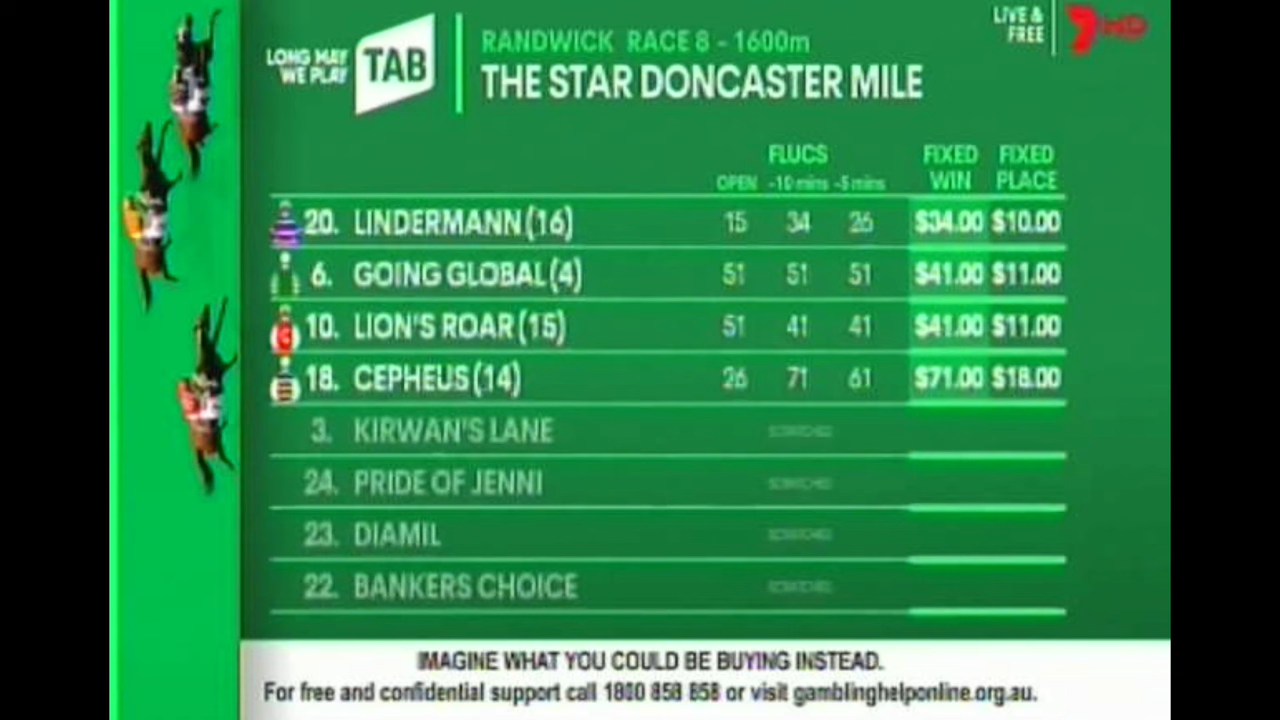 LIVE & FREE
7HD
LONG MAY WE PLAY
TAB
RANDWICK RACE 8 - 1600m
THE STAR DONCASTER MILE
FLUCS FIXED FIXED
OPEN -10 mins -5 mins WIN PLACE
20. LINDERMANN (16) 15 34 26 $34.00 $10.00
6. GOING GLOBAL (4) 51 51 51 $41.00 $11.00
10. LION'S ROAR (15) 51 41 41 $41.00 $11.00
18. CEPHEUS (14) 26 71 61 $71.00 $18.00
3. KIRWAN'S LANE SCRATCHED
24. PRIDE OF JENNI SCRATCHED
23. DIAMIL SCRATCHED
22. BANKERS CHOICE SCRATCHED
IMAGINE WHAT YOU COULD BE BUYING INSTEAD.
For free and confidential support call 1800 858 858 or visit gamblinghelponline.org.au.